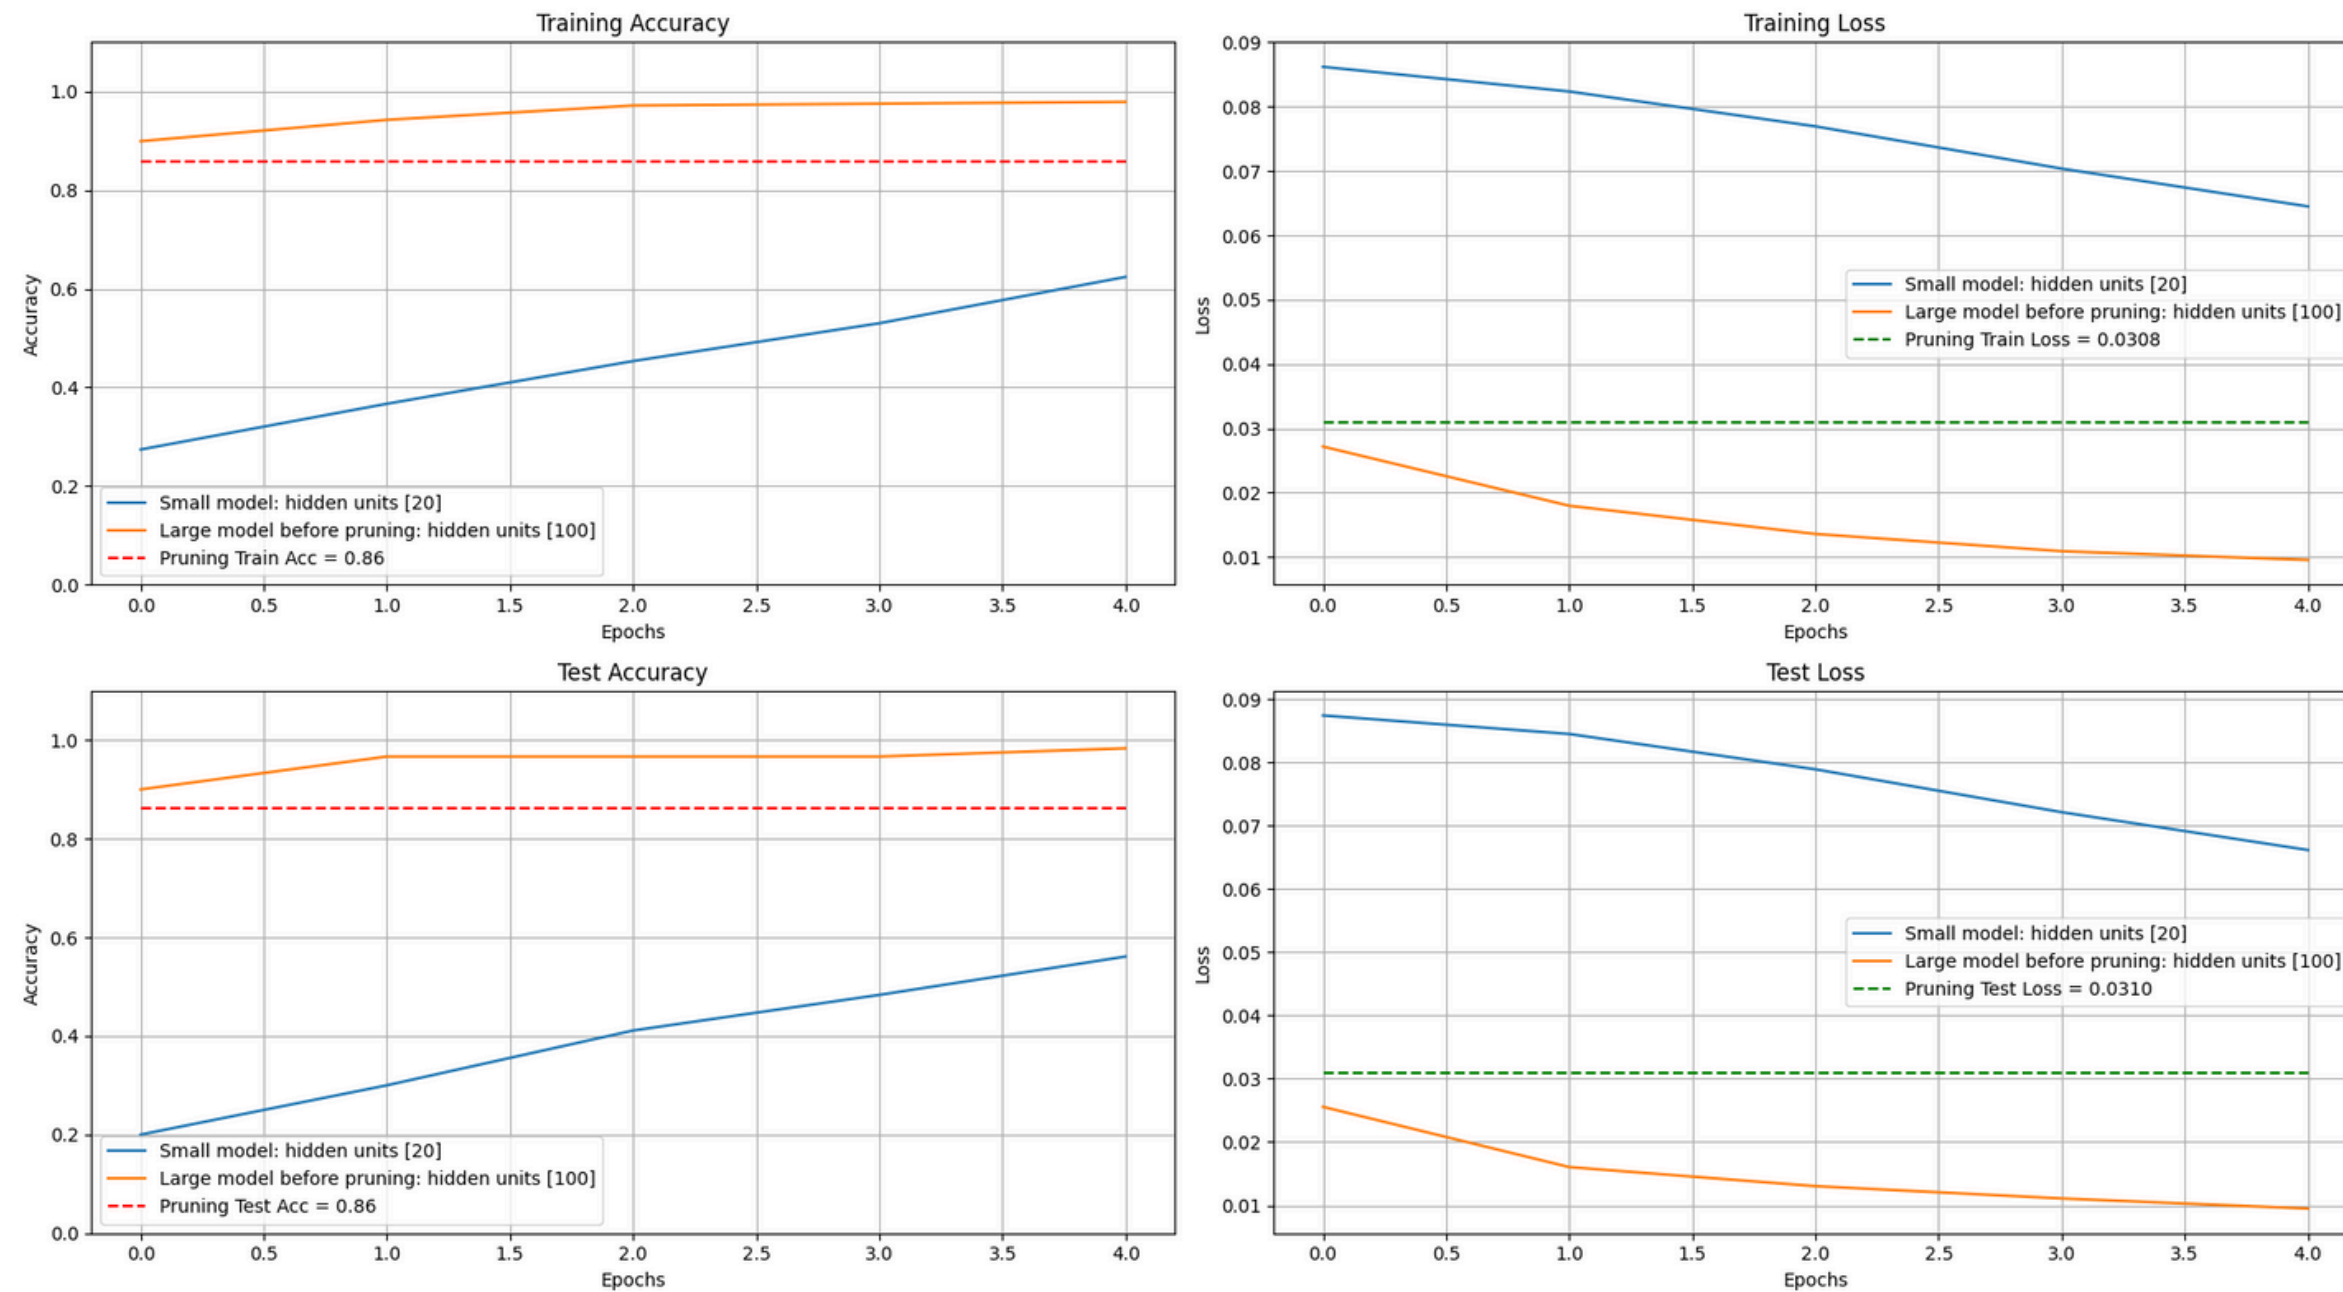 Training Accuracy
1.0
0.8
0.6
0.4
0.2
0.0
Accuracy
Small model: hidden units [20]
Large model before pruning: hidden units [100]
Pruning Train Acc = 0.86
0.0 0.5 1.0 1.5 2.0 2.5 3.0 3.5 4.0
Epochs
Training Loss
0.09
0.08
0.07
0.06
0.05
0.04
0.03
0.02
0.01
Loss
Small model: hidden units [20]
Large model before pruning: hidden units [100]
Pruning Train Loss = 0.0308
0.0 0.5 1.0 1.5 2.0 2.5 3.0 3.5 4.0
Epochs
Test Accuracy
1.0
0.8
0.6
0.4
0.2
0.0
Accuracy
Small model: hidden units [20]
Large model before pruning: hidden units [100]
Pruning Test Acc = 0.86
0.0 0.5 1.0 1.5 2.0 2.5 3.0 3.5 4.0
Epochs
Test Loss
0.09
0.08
0.07
0.06
0.05
0.04
0.03
0.02
0.01
Loss
Small model: hidden units [20]
Large model before pruning: hidden units [100]
Pruning Test Loss = 0.0310
0.0 0.5 1.0 1.5 2.0 2.5 3.0 3.5 4.0
Epochs